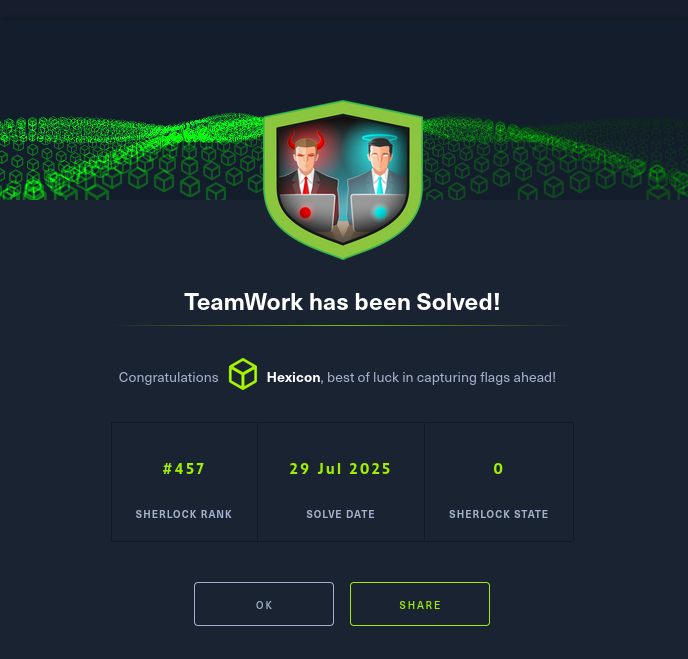 TeamWork has been Solved!
Congratulations Hexicon, best of luck in capturing flags ahead!
#457 29 Jul 2025 0
SHERLOCK RANK SOLVE DATE SHERLOCK STATE
OK SHARE